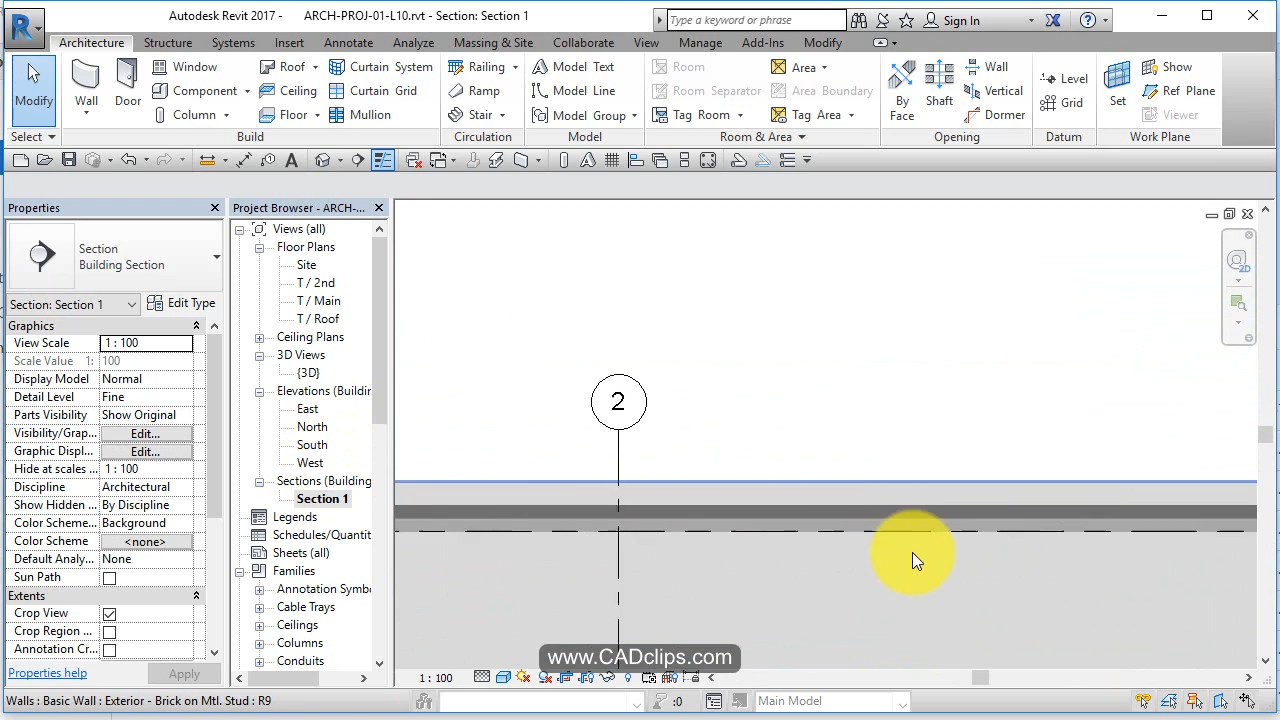 Autodesk Revit 2017 - ARCH-PROJ-01-L10.rvt - Section: Section 1
Type a keyword or phrase
Sign In
Architecture Structure Systems Insert Annotate Analyze Massing & Site Collaborate View Manage Add-Ins Modify
Modify Wall Door Window Roof Curtain System Railing Model Text Room Area By Face Shaft Wall Level Set Show
Component Ceiling Curtain Grid Ramp Model Line Room Separator Area Boundary Vertical Grid Ref Plane
Column Floor Mullion Stair Model Group Tag Room Tag Area Dormer Viewer
Select Build Circulation Model Room & Area Opening Datum Work Plane
Properties
Section
Building Section
Section: Section 1 Edit Type
Graphics
View Scale 1 : 100
Scale Value 1: 100
Display Model Normal
Detail Level Fine
Parts Visibility Show Original
Visibility/Grap... Edit...
Graphic Displ... Edit...
Hide at scales ... 1 : 100
Discipline Architectural
Show Hidden ... By Discipline
Color Scheme... Background
Color Scheme <none>
Default Analy... None
Sun Path
Extents
Crop View
Crop Region ...
Annotation Cr...
Properties help Apply
Project Browser - ARCH-...
Views (all)
Floor Plans
Site
T / 2nd
T / Main
T / Roof
Ceiling Plans
3D Views
{3D}
Elevations (Buildin
East
North
South
West
Sections (Building
Section 1
Legends
Schedules/Quantit
Sheets (all)
Families
Annotation Symbo
Cable Trays
Ceilings
Columns
Conduits
2D
2
www.CADclips.com
1 : 100
Walls : Basic Wall : Exterior - Brick on Mtl. Stud : R9
:0
Main Model